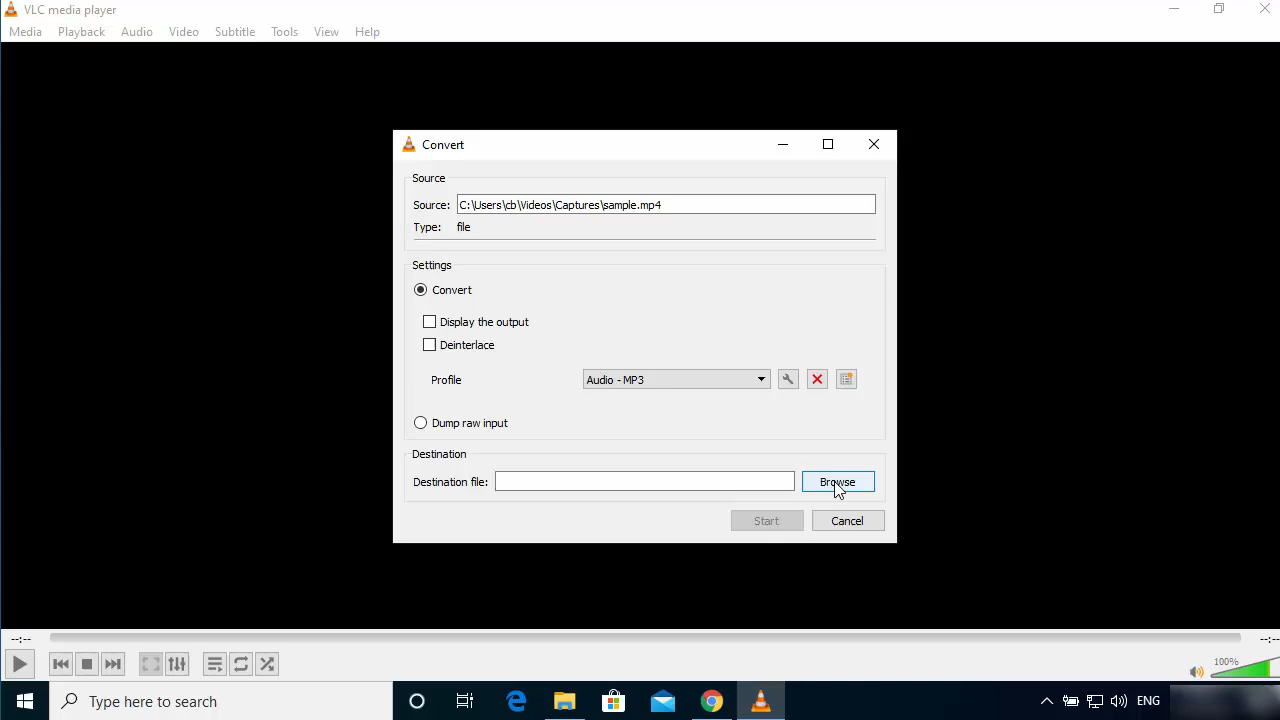 VLC media player
Media Playback Audio Video Subtitle Tools View Help
Convert
Source
Source: C:\Users\cb\Videos\Captures\sample.mp4
Type: file
Settings
Convert
Display the output
Deinterlace
Profile Audio - MP3
Dump raw input
Destination
Destination file: Browse
Start Cancel
--:-- --:--
100%
Type here to search ENG